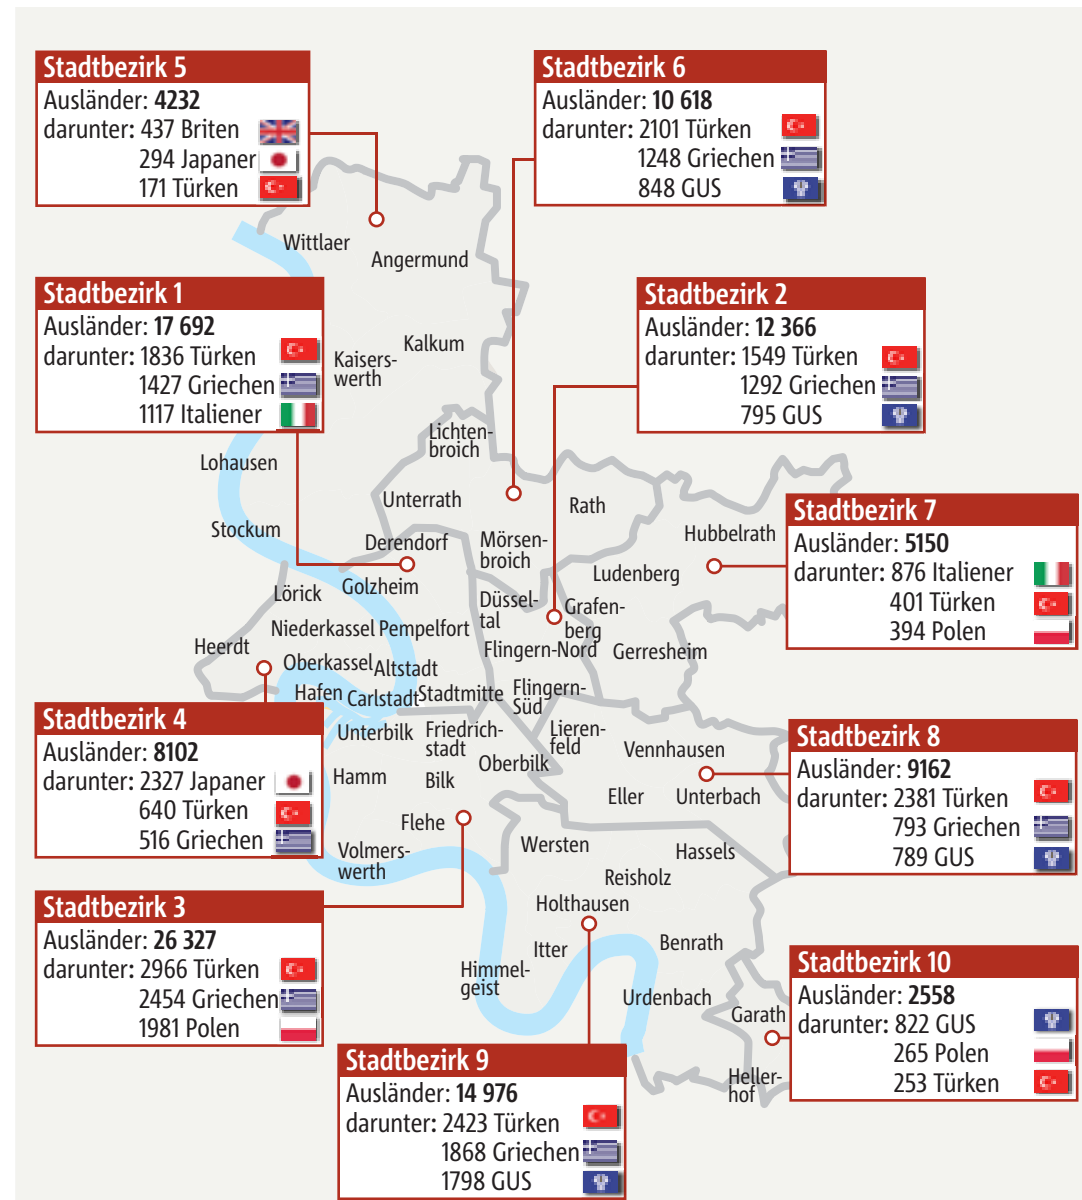 Stadtbezirk 5
Ausländer: 4232
darunter: 437 Briten
294 Japaner
171 Türken
Stadtbezirk 6
Ausländer: 10 618
darunter: 2101 Türken
1248 Griechen
848 GUS
Stadtbezirk 1
Ausländer: 17 692
darunter: 1836 Türken
1427 Griechen
1117 Italiener
Stadtbezirk 2
Ausländer: 12 366
darunter: 1549 Türken
1292 Griechen
795 GUS
Stadtbezirk 7
Ausländer: 5150
darunter: 876 Italiener
401 Türken
394 Polen
Stadtbezirk 4
Ausländer: 8102
darunter: 2327 Japaner
640 Türken
516 Griechen
Stadtbezirk 8
Ausländer: 9162
darunter: 2381 Türken
793 Griechen
789 GUS
Stadtbezirk 3
Ausländer: 26 327
darunter: 2966 Türken
2454 Griechen
1981 Polen
Stadtbezirk 10
Ausländer: 2558
darunter: 822 GUS
265 Polen
253 Türken
Stadtbezirk 9
Ausländer: 14 976
darunter: 2423 Türken
1868 Griechen
1798 GUS
Wittlaer
Angermund
Kalkum
Kaisers-
werth
Lichten-
broich
Lohausen
Unterrath
Rath
Stockum
Derendorf
Mörsen-
broich
Hubbelrath
Ludenberg
Golzheim
Lörick
Düssel-
tal
Grafen-
berg
Niederkassel
Pempelfort
Heerdt
Flingern-Nord
Gerresheim
Oberkassel
Altstadt
Hafen
Carlstadt
Stadtmitte
Flingern-
Süd
Unterbilk
Friedrich-
stadt
Lieren-
feld
Vennhausen
Oberbilk
Hamm
Bilk
Eller
Unterbach
Flehe
Volmers-
werth
Wersten
Hassels
Reisholz
Holthausen
Itter
Benrath
Himmel-
geist
Urdenbach
Garath
Heller-
hof